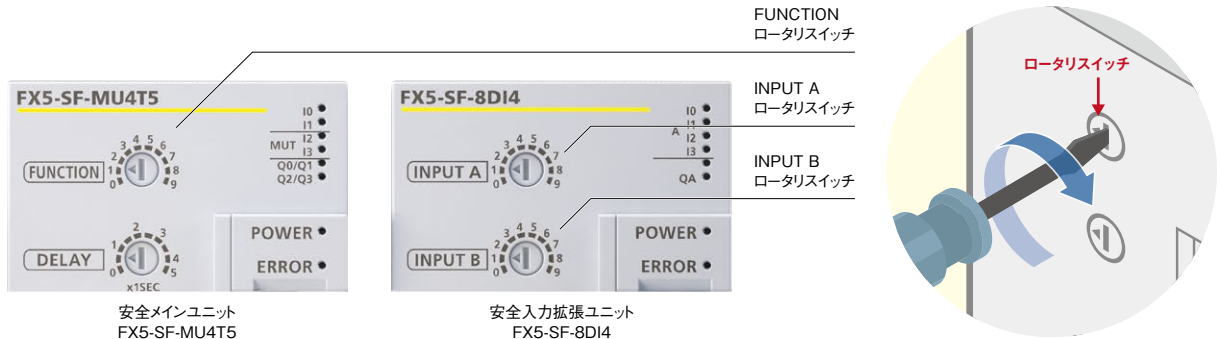 FUNCTION
ロータリスイッチ
INPUT A
ロータリスイッチ
INPUT B
ロータリスイッチ
FX5-SF-MU4T5
I0
I1
MUT I2
I3
Q0/Q1
Q2/Q3
FUNCTION
0 1 2 3 4 5 6 7 8 9
DELAY
0 1 2 3 4 5
x1SEC
POWER
ERROR
安全メインユニット
FX5-SF-MU4T5
FX5-SF-8DI4
I0
I1
A I2
I3
QA
INPUT A
0 1 2 3 4 5 6 7 8 9
INPUT B
0 1 2 3 4 5 6 7 8 9
POWER
ERROR
安全入力拡張ユニット
FX5-SF-8DI4
ロータリスイッチ